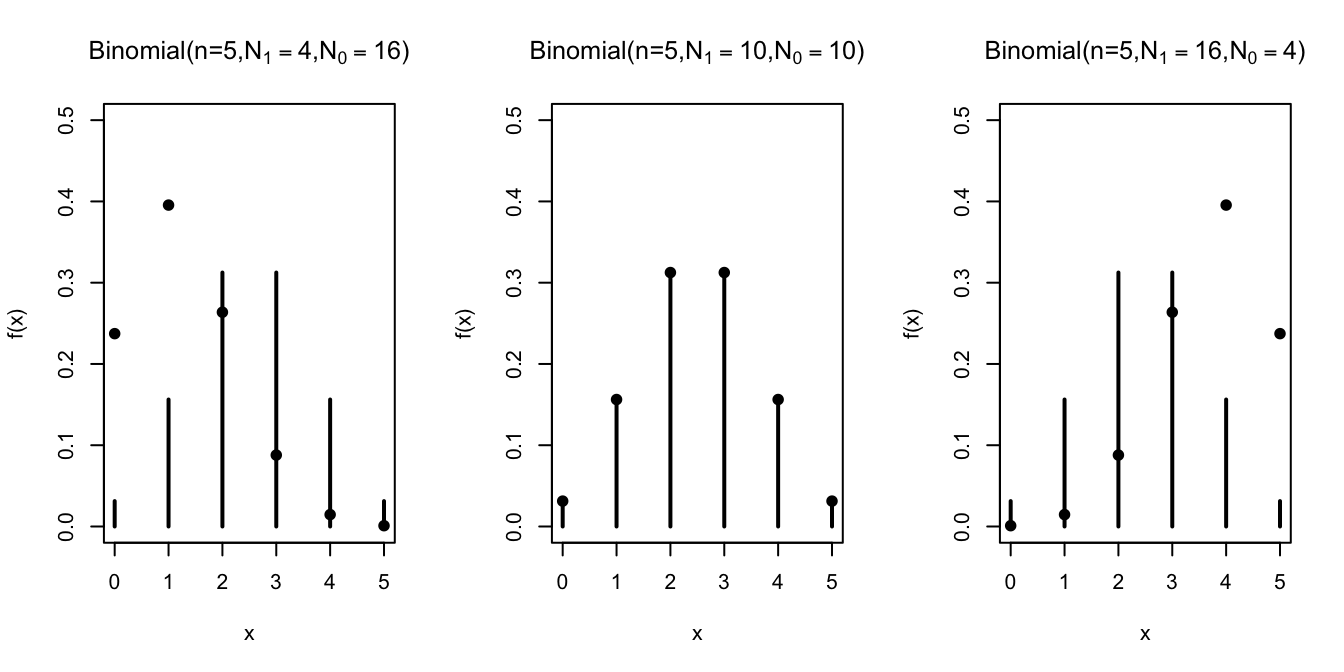 Binomial(n=5,N₁ = 4,N₀ = 16)
f(x)
0.5
0.4
0.3
0.2
0.1
0.0
0 1 2 3 4 5
x
Binomial(n=5,N₁ = 10,N₀ = 10)
f(x)
0.5
0.4
0.3
0.2
0.1
0.0
0 1 2 3 4 5
x
Binomial(n=5,N₁ = 16,N₀ = 4)
f(x)
0.5
0.4
0.3
0.2
0.1
0.0
0 1 2 3 4 5
x